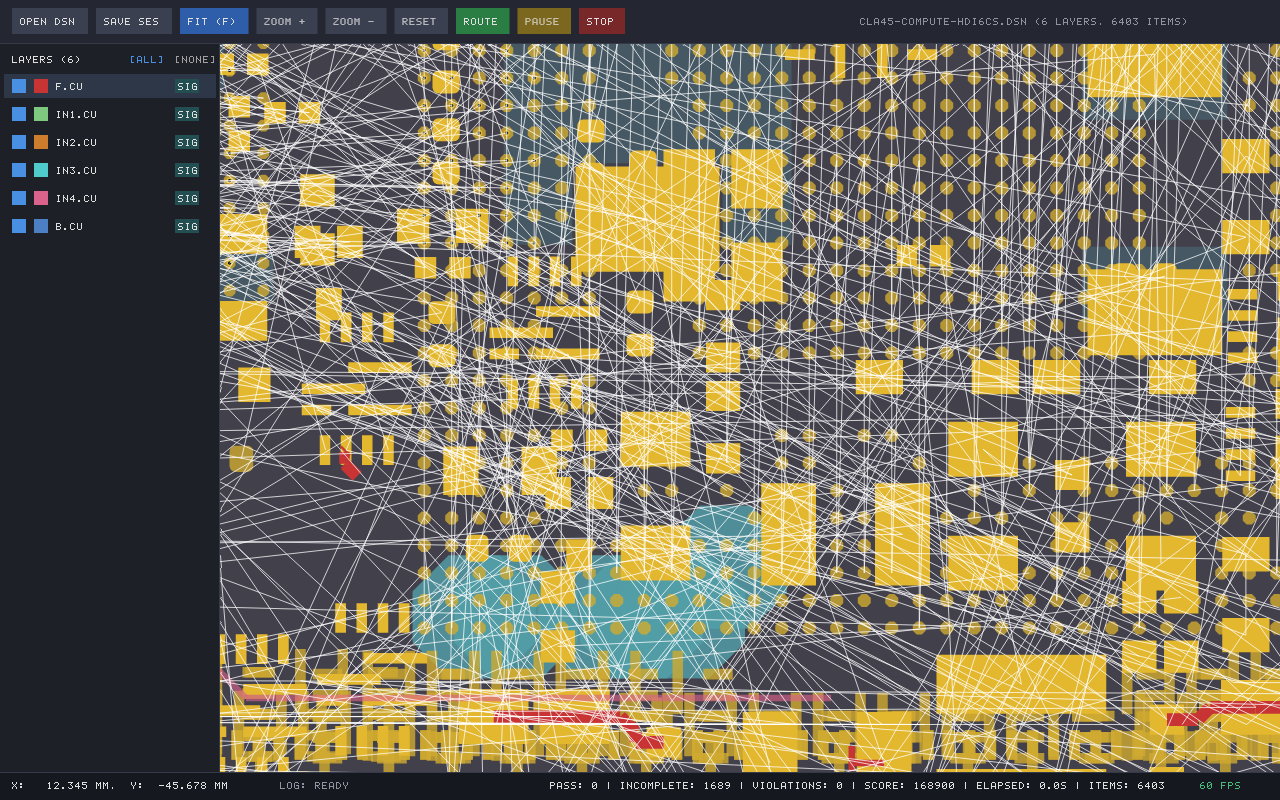 OPEN DSN SAVE SES FIT (F) ZOOM + ZOOM - RESET ROUTE PAUSE STOP CLA45-COMPUTE-HDI6CS.DSN (6 LAYERS, 6403 ITEMS)
LAYERS (6) [ALL] [NONE]
F.CU SIG
IN1.CU SIG
IN2.CU SIG
IN3.CU SIG
IN4.CU SIG
B.CU SIG
X: 12.345 MM, Y: -45.678 MM LOG: READY PASS: 0 | INCOMPLETE: 1689 | VIOLATIONS: 0 | SCORE: 168900 | ELAPSED: 0.0S | ITEMS: 6403 60 FPS